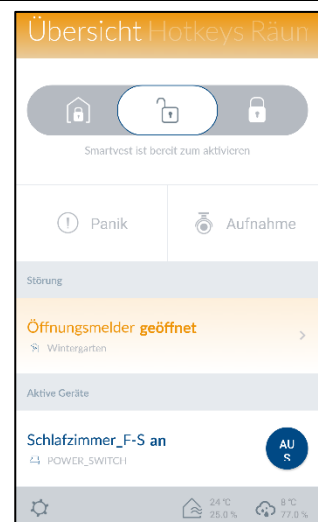 Übersicht Hotkeys Räun
Smartvest ist bereit zum aktivieren
Panik Aufnahme
Störung
Öffnungsmelder geöffnet
Wintergarten
Aktive Geräte
Schlafzimmer_F-S an
AU
S
POWER_SWITCH
24 °C 8 °C
25.0 % 77.0 %